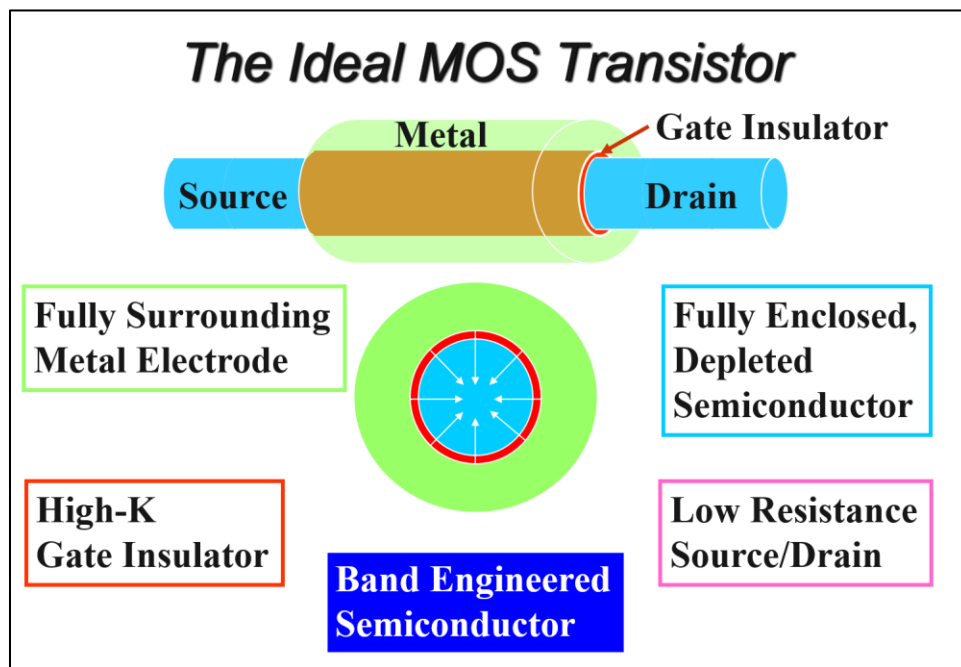 The Ideal MOS Transistor
Metal
Gate Insulator
Source
Drain
Fully Surrounding
Metal Electrode
Fully Enclosed,
Depleted
Semiconductor
High-K
Gate Insulator
Low Resistance
Source/Drain
Band Engineered
Semiconductor